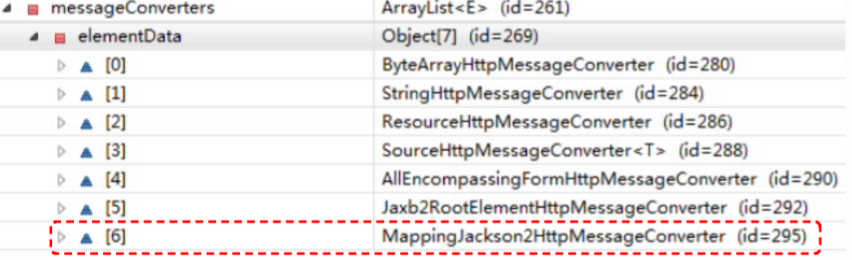 messageConverters ArrayList<E> (id=261)
elementData Object[7] (id=269)
[0] ByteArrayHttpMessageConverter (id=280)
[1] StringHttpMessageConverter (id=284)
[2] ResourceHttpMessageConverter (id=286)
[3] SourceHttpMessageConverter<T> (id=288)
[4] AllEncompassingFormHttpMessageConverter (id=290)
[5] Jaxb2RootElementHttpMessageConverter (id=292)
[6] MappingJackson2HttpMessageConverter (id=295)